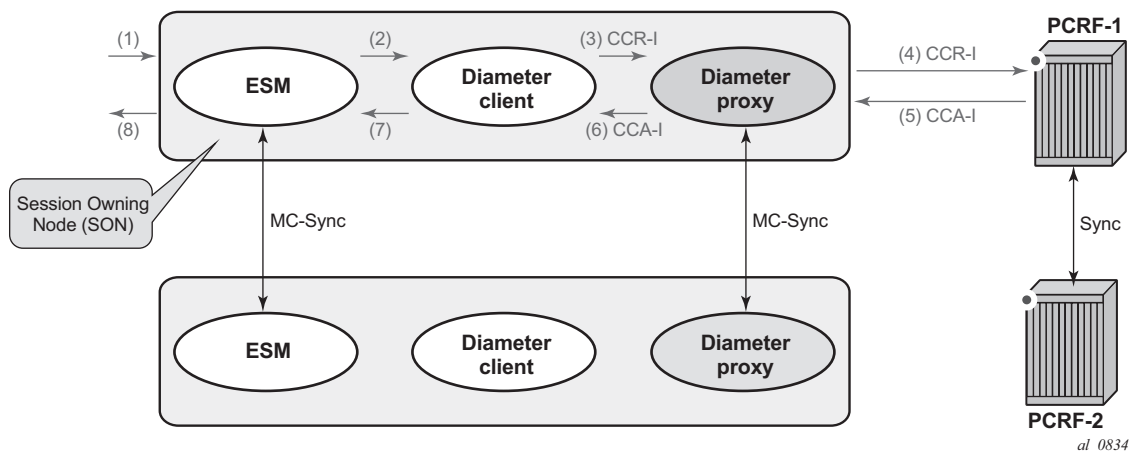 PCRF-1
(1)
(2)
(3) CCR-I
(4) CCR-I
ESM
Diameter
client
Diameter
proxy
(8)
(7)
(6) CCA-I
(5) CCA-I
Session Owning
Node (SON)
MC-Sync
MC-Sync
Sync
ESM
Diameter
client
Diameter
proxy
PCRF-2
al_0834